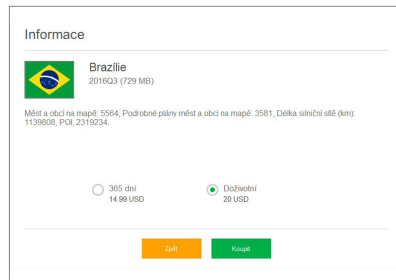 Informace
Brazílie
2016Q3 (729 MB)
Měst a obcí na mapě: 5564, Podrobné plány měst a obcí na mapě: 3581, Délka silniční sítě (km):
1139808, POI: 2319234.
365 dní
14.99 USD
Doživotní
20 USD
Zpět
Koupit